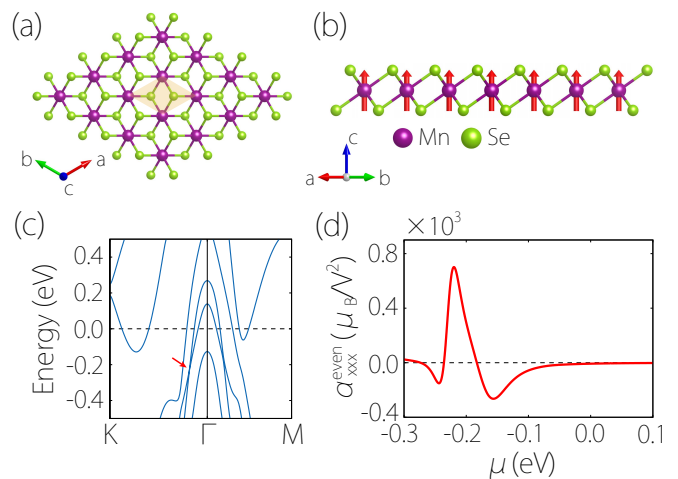 (a)
b
a
c
(b)
c
a
b
Mn
Se
(c)
Energy (eV)
0.4
0.2
0.0
-0.2
-0.4
K
Γ
M
(d)
×10³
α^even_xxx (μ_B/V²)
0.8
0.4
0.0
-0.4
-0.3
-0.2
-0.1
0.0
0.1
μ (eV)